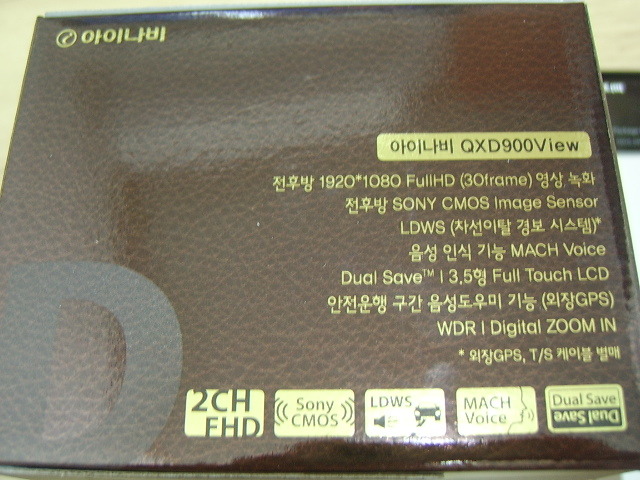 아이나비
아이나비 QXD900View
전후방 1920*1080 FullHD (30frame) 영상 녹화
전후방 SONY CMOS Image Sensor
LDWS (차선이탈 경보 시스템)*
음성 인식 기능 MACH Voice
Dual Save™ | 3.5형 Full Touch LCD
안전운행 구간 음성도우미 기능 (외장GPS)
WDR | Digital ZOOM IN
* 외장GPS, T/S 케이블 별매
D
2CH
FHD
Sony
CMOS
LDWS
MACH
Voice
Dual Save
Dual Save